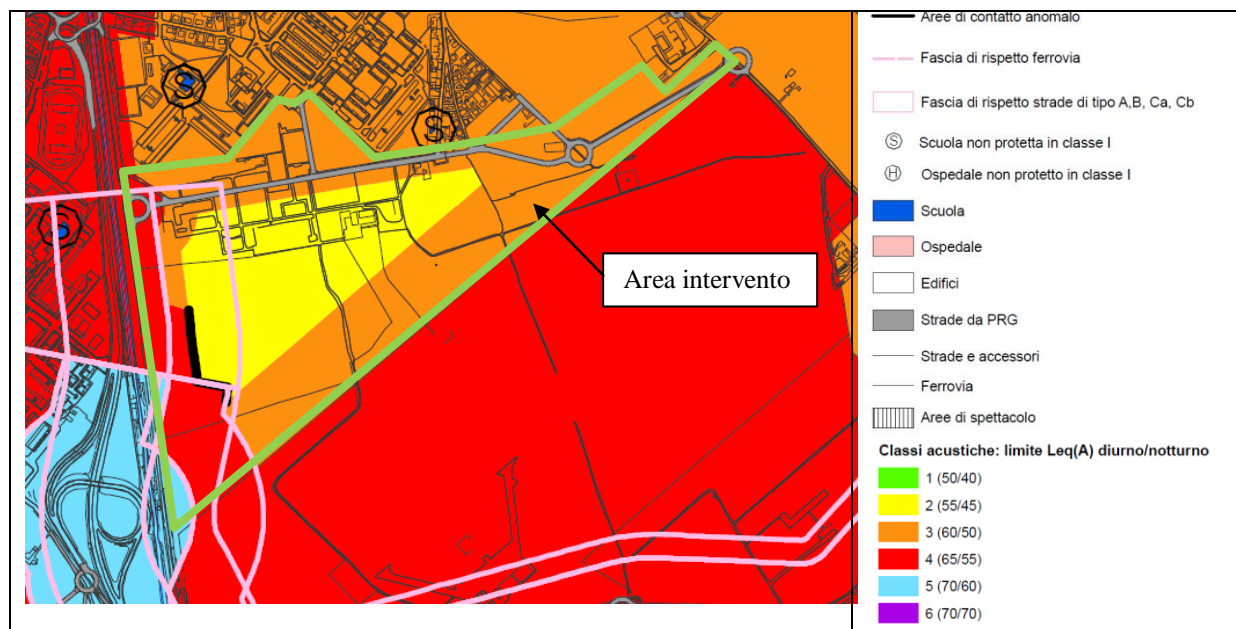 Aree di contatto anomalo
Fascia di rispetto ferrovia
Fascia di rispetto strade di tipo A,B, Ca, Cb
S Scuola non protetta in classe I
H Ospedale non protetto in classe I
Scuola
Ospedale
Edifici
Strade da PRG
Strade e accessori
Ferrovia
Aree di spettacolo
Classi acustiche: limite Leq(A) diurno/notturno
1 (50/40)
2 (55/45)
3 (60/50)
4 (65/55)
5 (70/60)
6 (70/70)
S
S
S
Area intervento